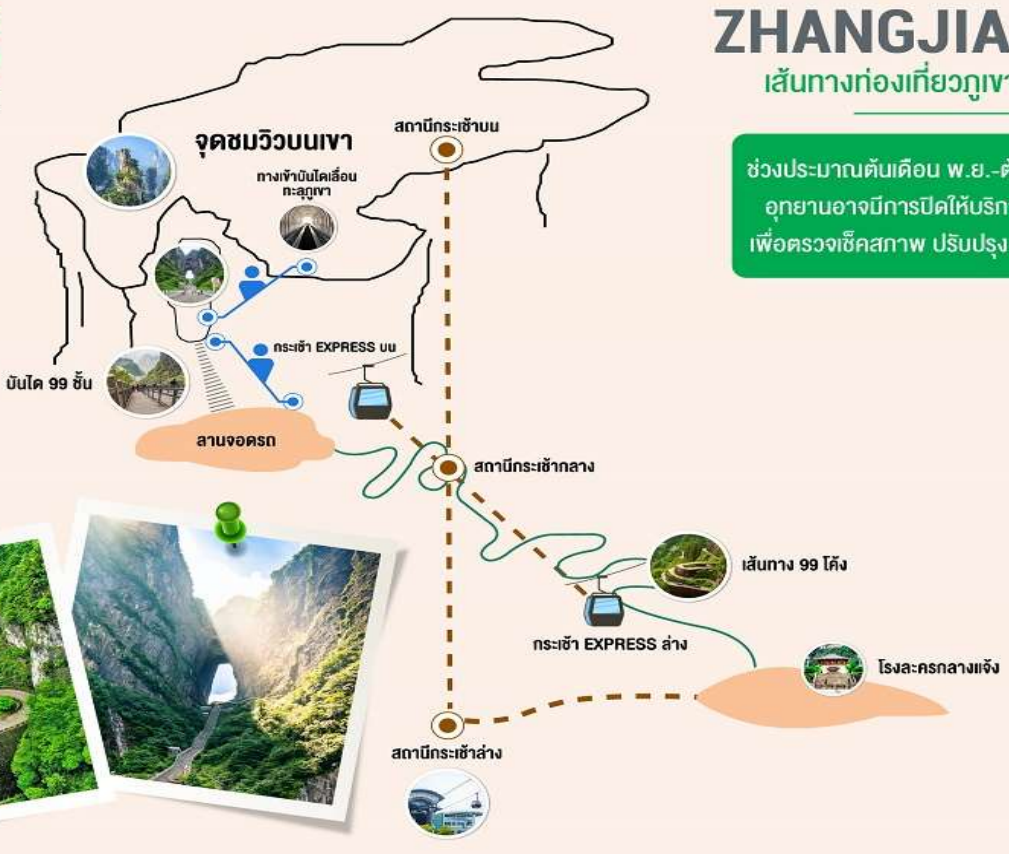 ZHANGJIA
เส้นทางท่องเที่ยวภูเขา
ช่วงประมาณต้นเดือน พ.ย.-ต้
อุทยานอาจมีการปิดให้บริก
เพื่อตรวจเช็คสภาพ ปรับปรุง
สถานีกระเช้าบน
จุดชมวิวบนเขา
ทางเข้าบันไดเลื่อน
ทะลุภูเขา
กระเช้า EXPRESS บน
บันได 99 ชั้น
ลานจอดรถ
สถานีกระเช้ากลาง
เส้นทาง 99 โค้ง
กระเช้า EXPRESS ล่าง
โรงละครกลางแจ้ง
สถานีกระเช้าล่าง